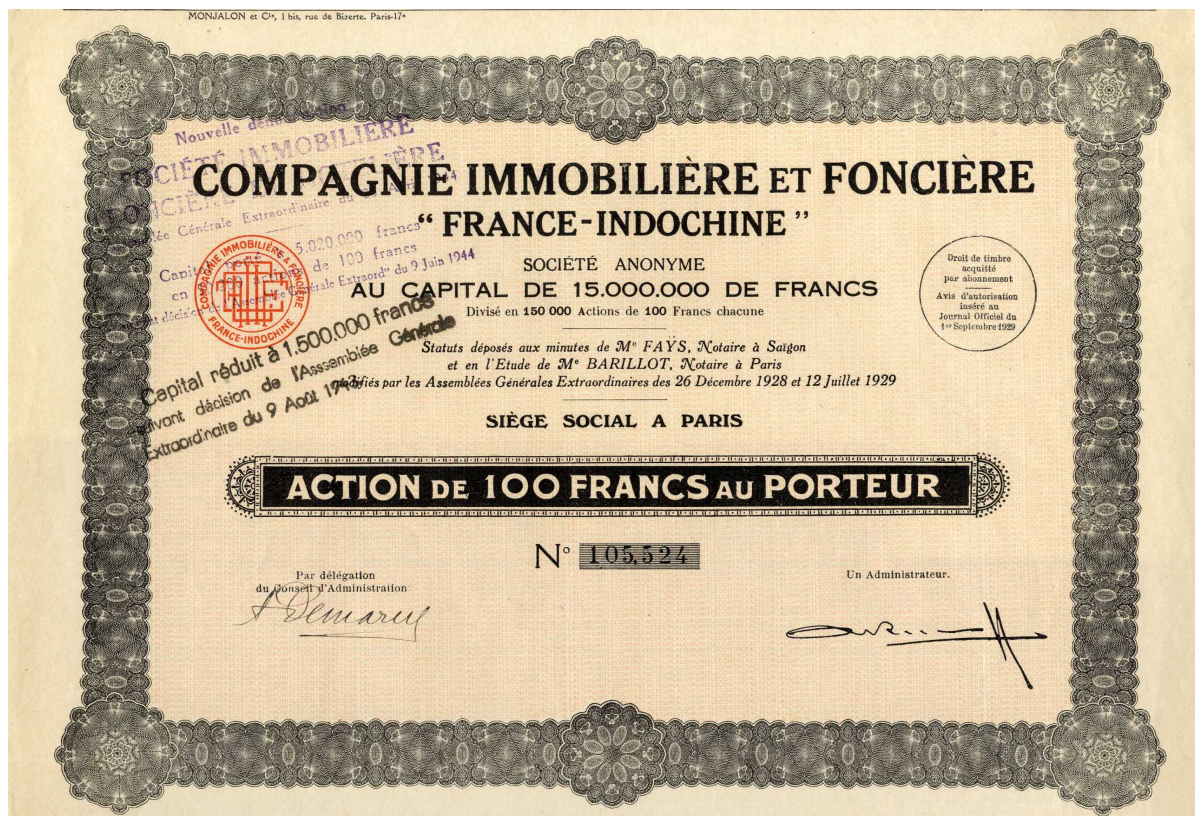 MONJALON et Cie, 1 bis, rue de Bizerte. Paris-17e
Nouvelle
SOCIÉTÉ IMMOBILIÈRE
FONCIÈRE
Générale Extraordinaire du
Capital 5.020.000 francs
en actions de 100 francs
décision Assemblée Générale Extraord" du 9 Juin 1944
COMPAGNIE IMMOBILIÈRE ET FONCIÈRE
“ FRANCE-INDOCHINE ”
SOCIÉTÉ ANONYME
AU CAPITAL DE 15.000.000 DE FRANCS
Divisé en 150 000 Actions de 100 Francs chacune
COMPAGNIE IMMOBILIÈRE & FONCIÈRE
FRANCE-INDOCHINE
Droit de timbre
acquitté
par abonnement
Avis d'autorisation
inséré au
Journal Officiel du
1er Septembre 1929
Statuts déposés aux minutes de Me FAŸS, Notaire à Saïgon
et en l'Etude de Me BARILLOT, Notaire à Paris
modifiés par les Assemblées Générales Extraordinaires des 26 Décembre 1928 et 12 Juillet 1929
Capital réduit à 1.500.000 francs
suivant décision de l'Asssemblée Générale
Extraordinaire du 9 Août
SIÈGE SOCIAL A PARIS
ACTION DE 100 FRANCS AU PORTEUR
No 105,524
Par délégation
du Conseil d'Administration
Un Administrateur.